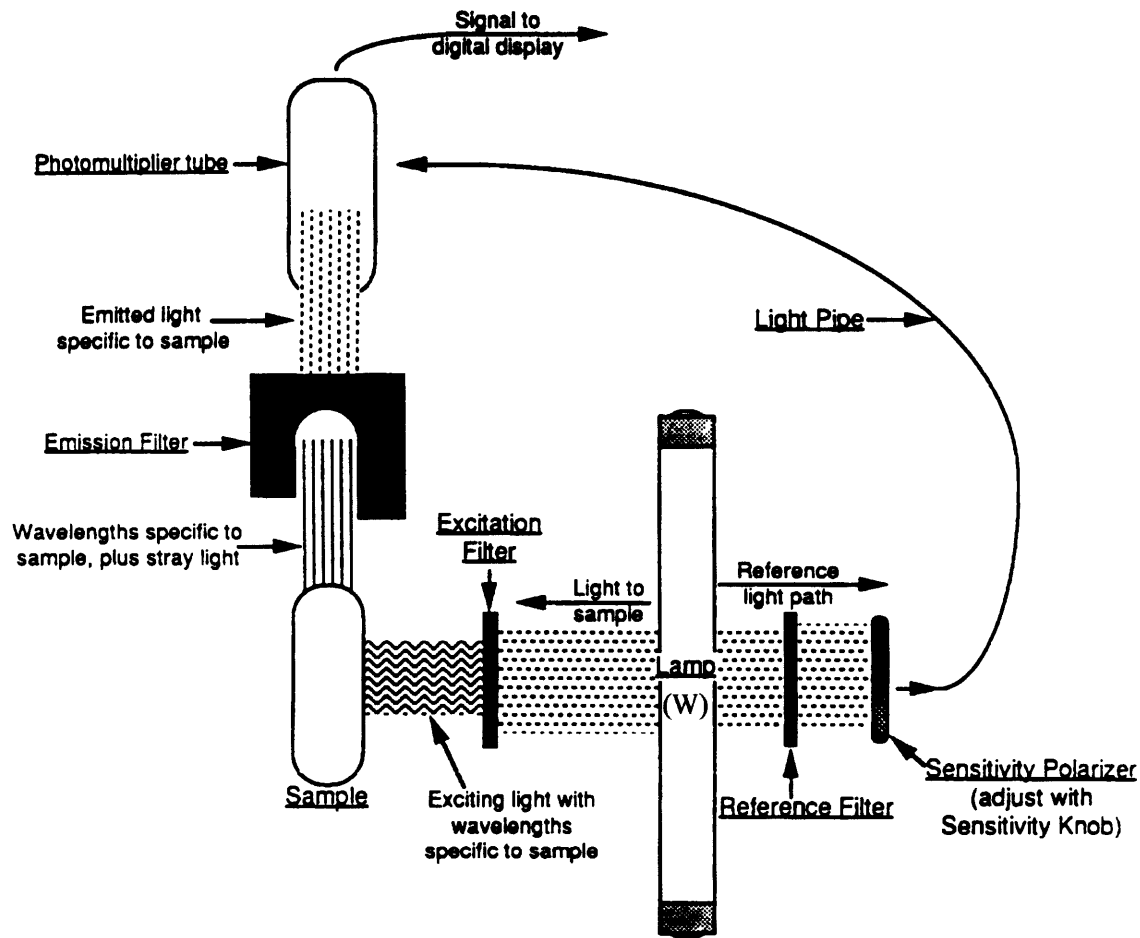 Signal to
digital display
Photomultiplier tube
Emitted light
specific to sample
Light Pipe
Emission Filter
Wavelengths specific to
sample, plus stray light
Excitation
Filter
Light to
sample
Reference
light path
Lamp
(W)
Sample
Exciting light with
wavelengths
specific to sample
Reference Filter
Sensitivity Polarizer
(adjust with
Sensitivity Knob)